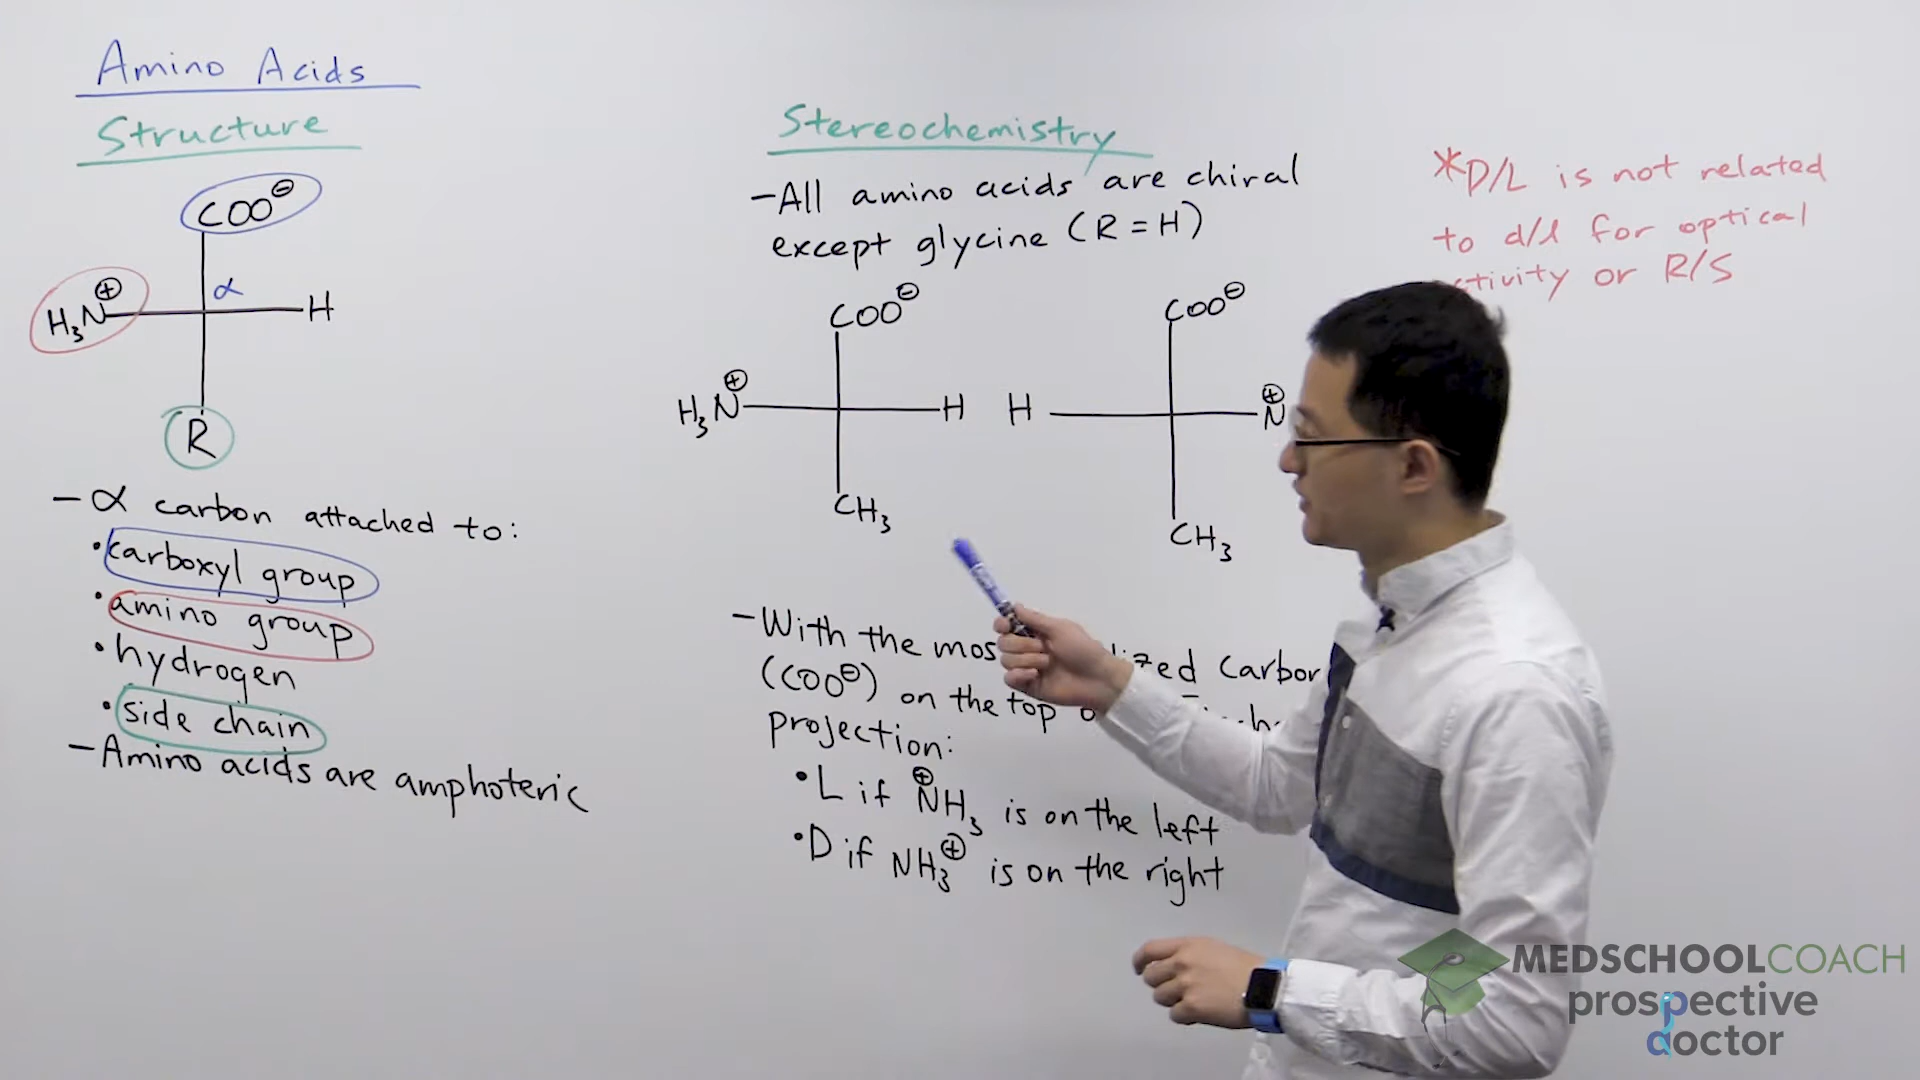 Amino Acids
Structure
COO⊖
H₃N⊕
α
H
R
- α carbon attached to:
• carboxyl group
• amino group
• hydrogen
• side chain
- Amino acids are amphoteric
Stereochemistry
- All amino acids are chiral
except glycine (R = H)
COO⊖
H₃N⊕
H
CH₃
COO⊖
H
N⊕
CH₃
- With the
(COO⊖) on the top
projection:
• L if ⊕NH₃ is on the left
• D if NH₃⊕ is on the right
*D/L is not related
to d/l for optical
or R/S
MEDSCHOOLCOACH
prospective
doctor